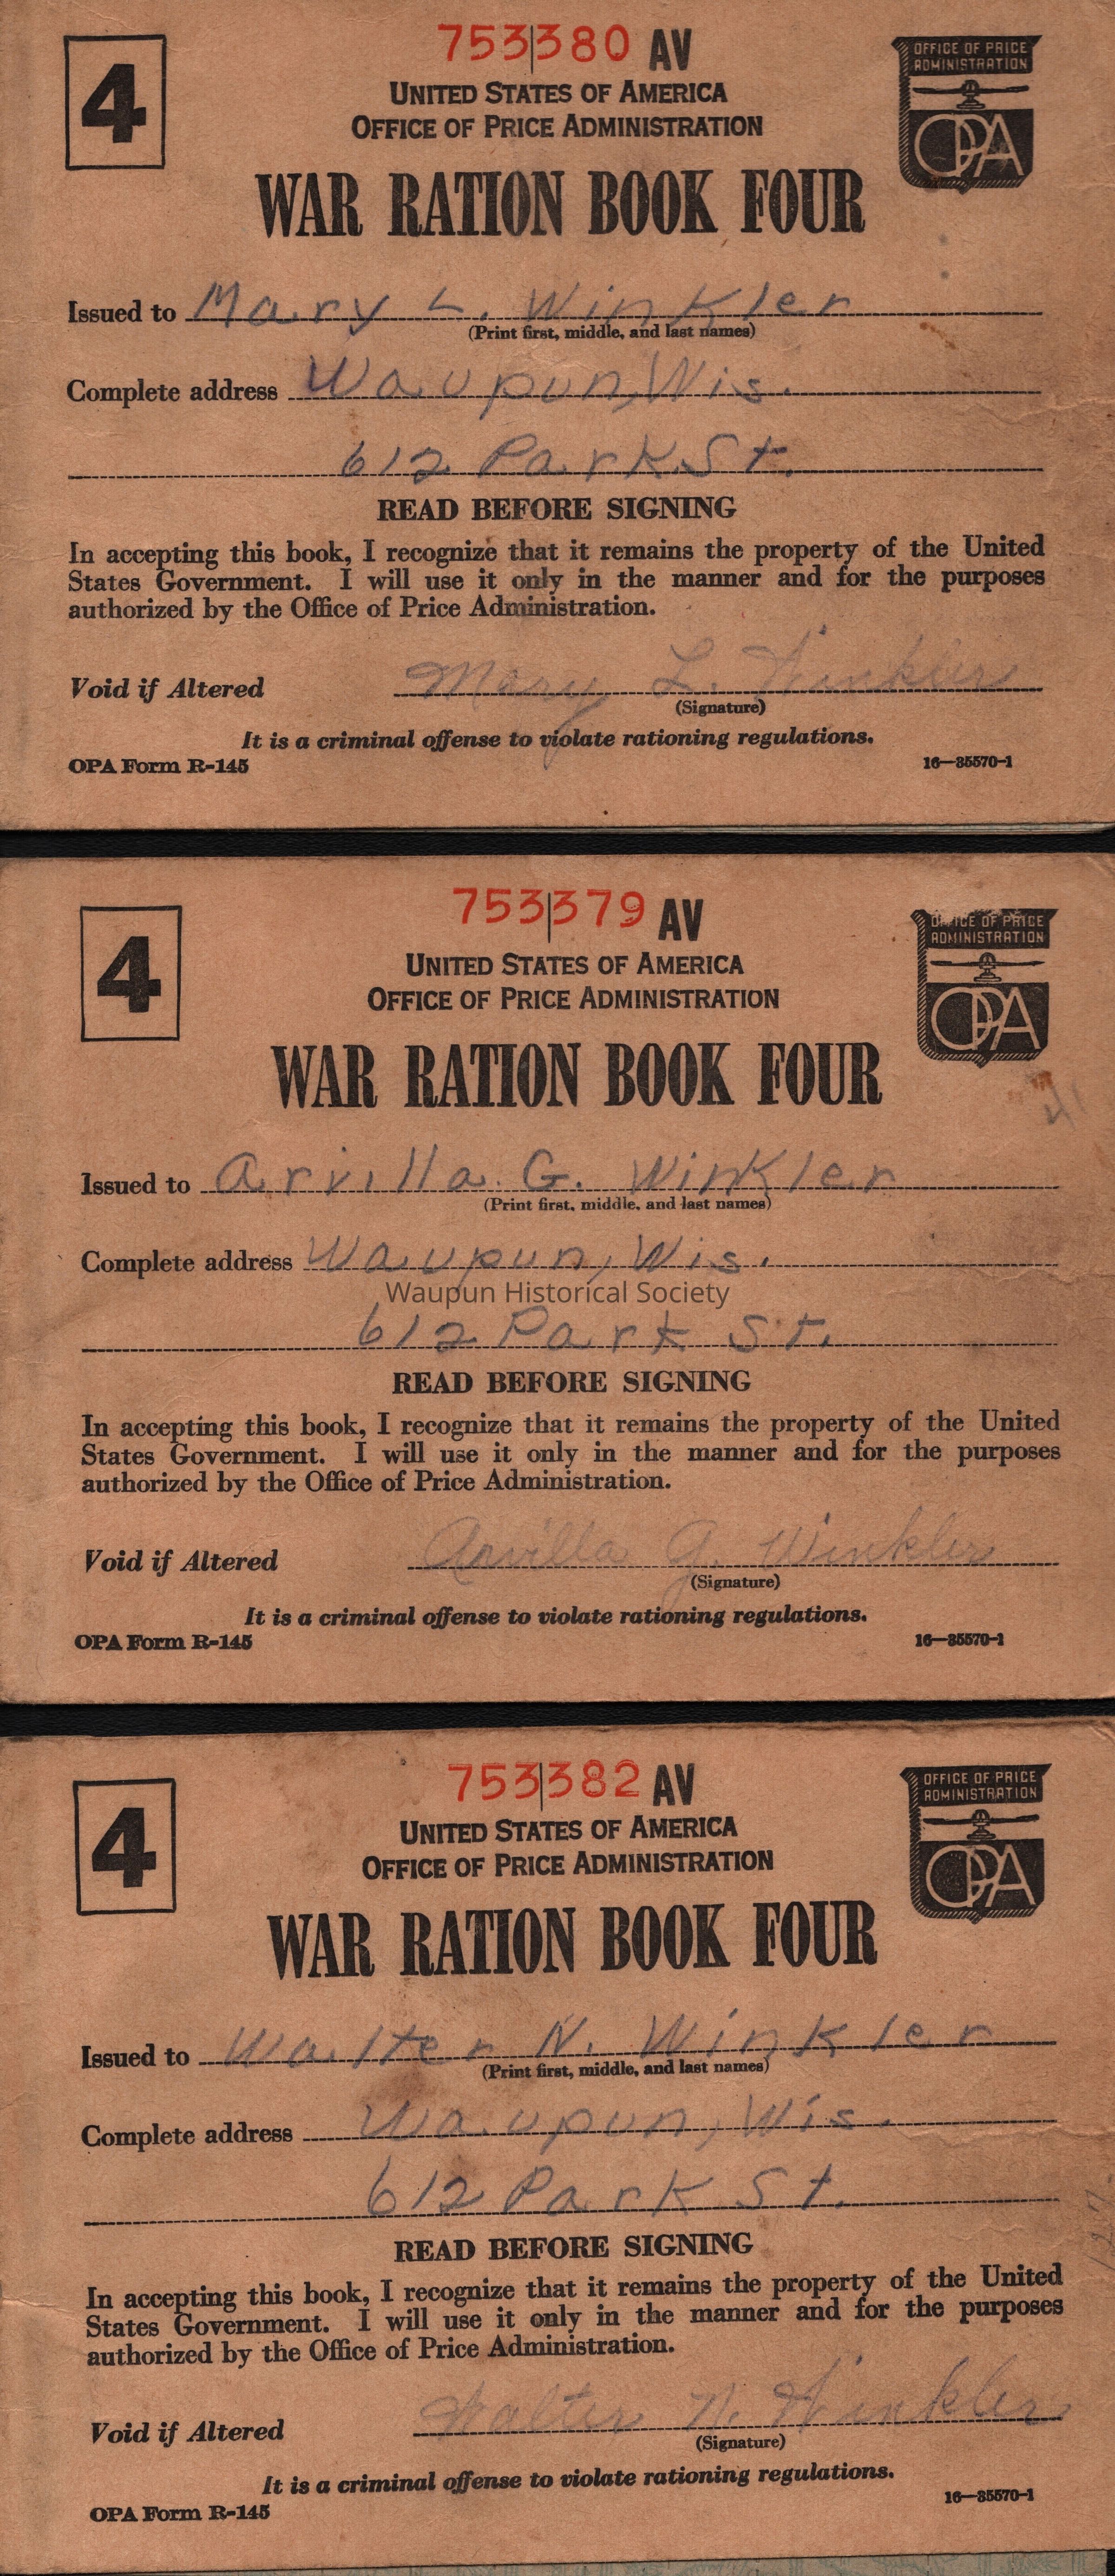 753380 AV
4
OFFICE OF PRICE
ADMINISTRATION
OPA
UNITED STATES OF AMERICA
OFFICE OF PRICE ADMINISTRATION
WAR RATION BOOK FOUR
Issued to Mary L. Winkler
(Print first, middle, and last names)
Complete address Waupun, Wis.
612 Park St.
READ BEFORE SIGNING
In accepting this book, I recognize that it remains the property of the United
States Government. I will use it only in the manner and for the purposes
authorized by the Office of Price Administration.
Void if Altered Mary L. Winkler
(Signature)
It is a criminal offense to violate rationing regulations.
OPA Form R-145 16—35570-1
753379 AV
4
OFFICE OF PRICE
ADMINISTRATION
OPA
UNITED STATES OF AMERICA
OFFICE OF PRICE ADMINISTRATION
WAR RATION BOOK FOUR
Issued to Arvilla G. Winkler
(Print first, middle, and last names)
Complete address Waupun, Wis.
Waupun Historical Society
612 Park St.
READ BEFORE SIGNING
In accepting this book, I recognize that it remains the property of the United
States Government. I will use it only in the manner and for the purposes
authorized by the Office of Price Administration.
Void if Altered Arvilla G. Winkler
(Signature)
It is a criminal offense to violate rationing regulations.
OPA Form R-145 16—35570-1
753382 AV
4
OFFICE OF PRICE
ADMINISTRATION
OPA
UNITED STATES OF AMERICA
OFFICE OF PRICE ADMINISTRATION
WAR RATION BOOK FOUR
Issued to Walter N. Winkler
(Print first, middle, and last names)
Complete address Waupun, Wis.
612 Park St.
READ BEFORE SIGNING
In accepting this book, I recognize that it remains the property of the United
States Government. I will use it only in the manner and for the purposes
authorized by the Office of Price Administration.
Void if Altered Walter N. Winkler
(Signature)
It is a criminal offense to violate rationing regulations.
OPA Form R-145 16—35570-1